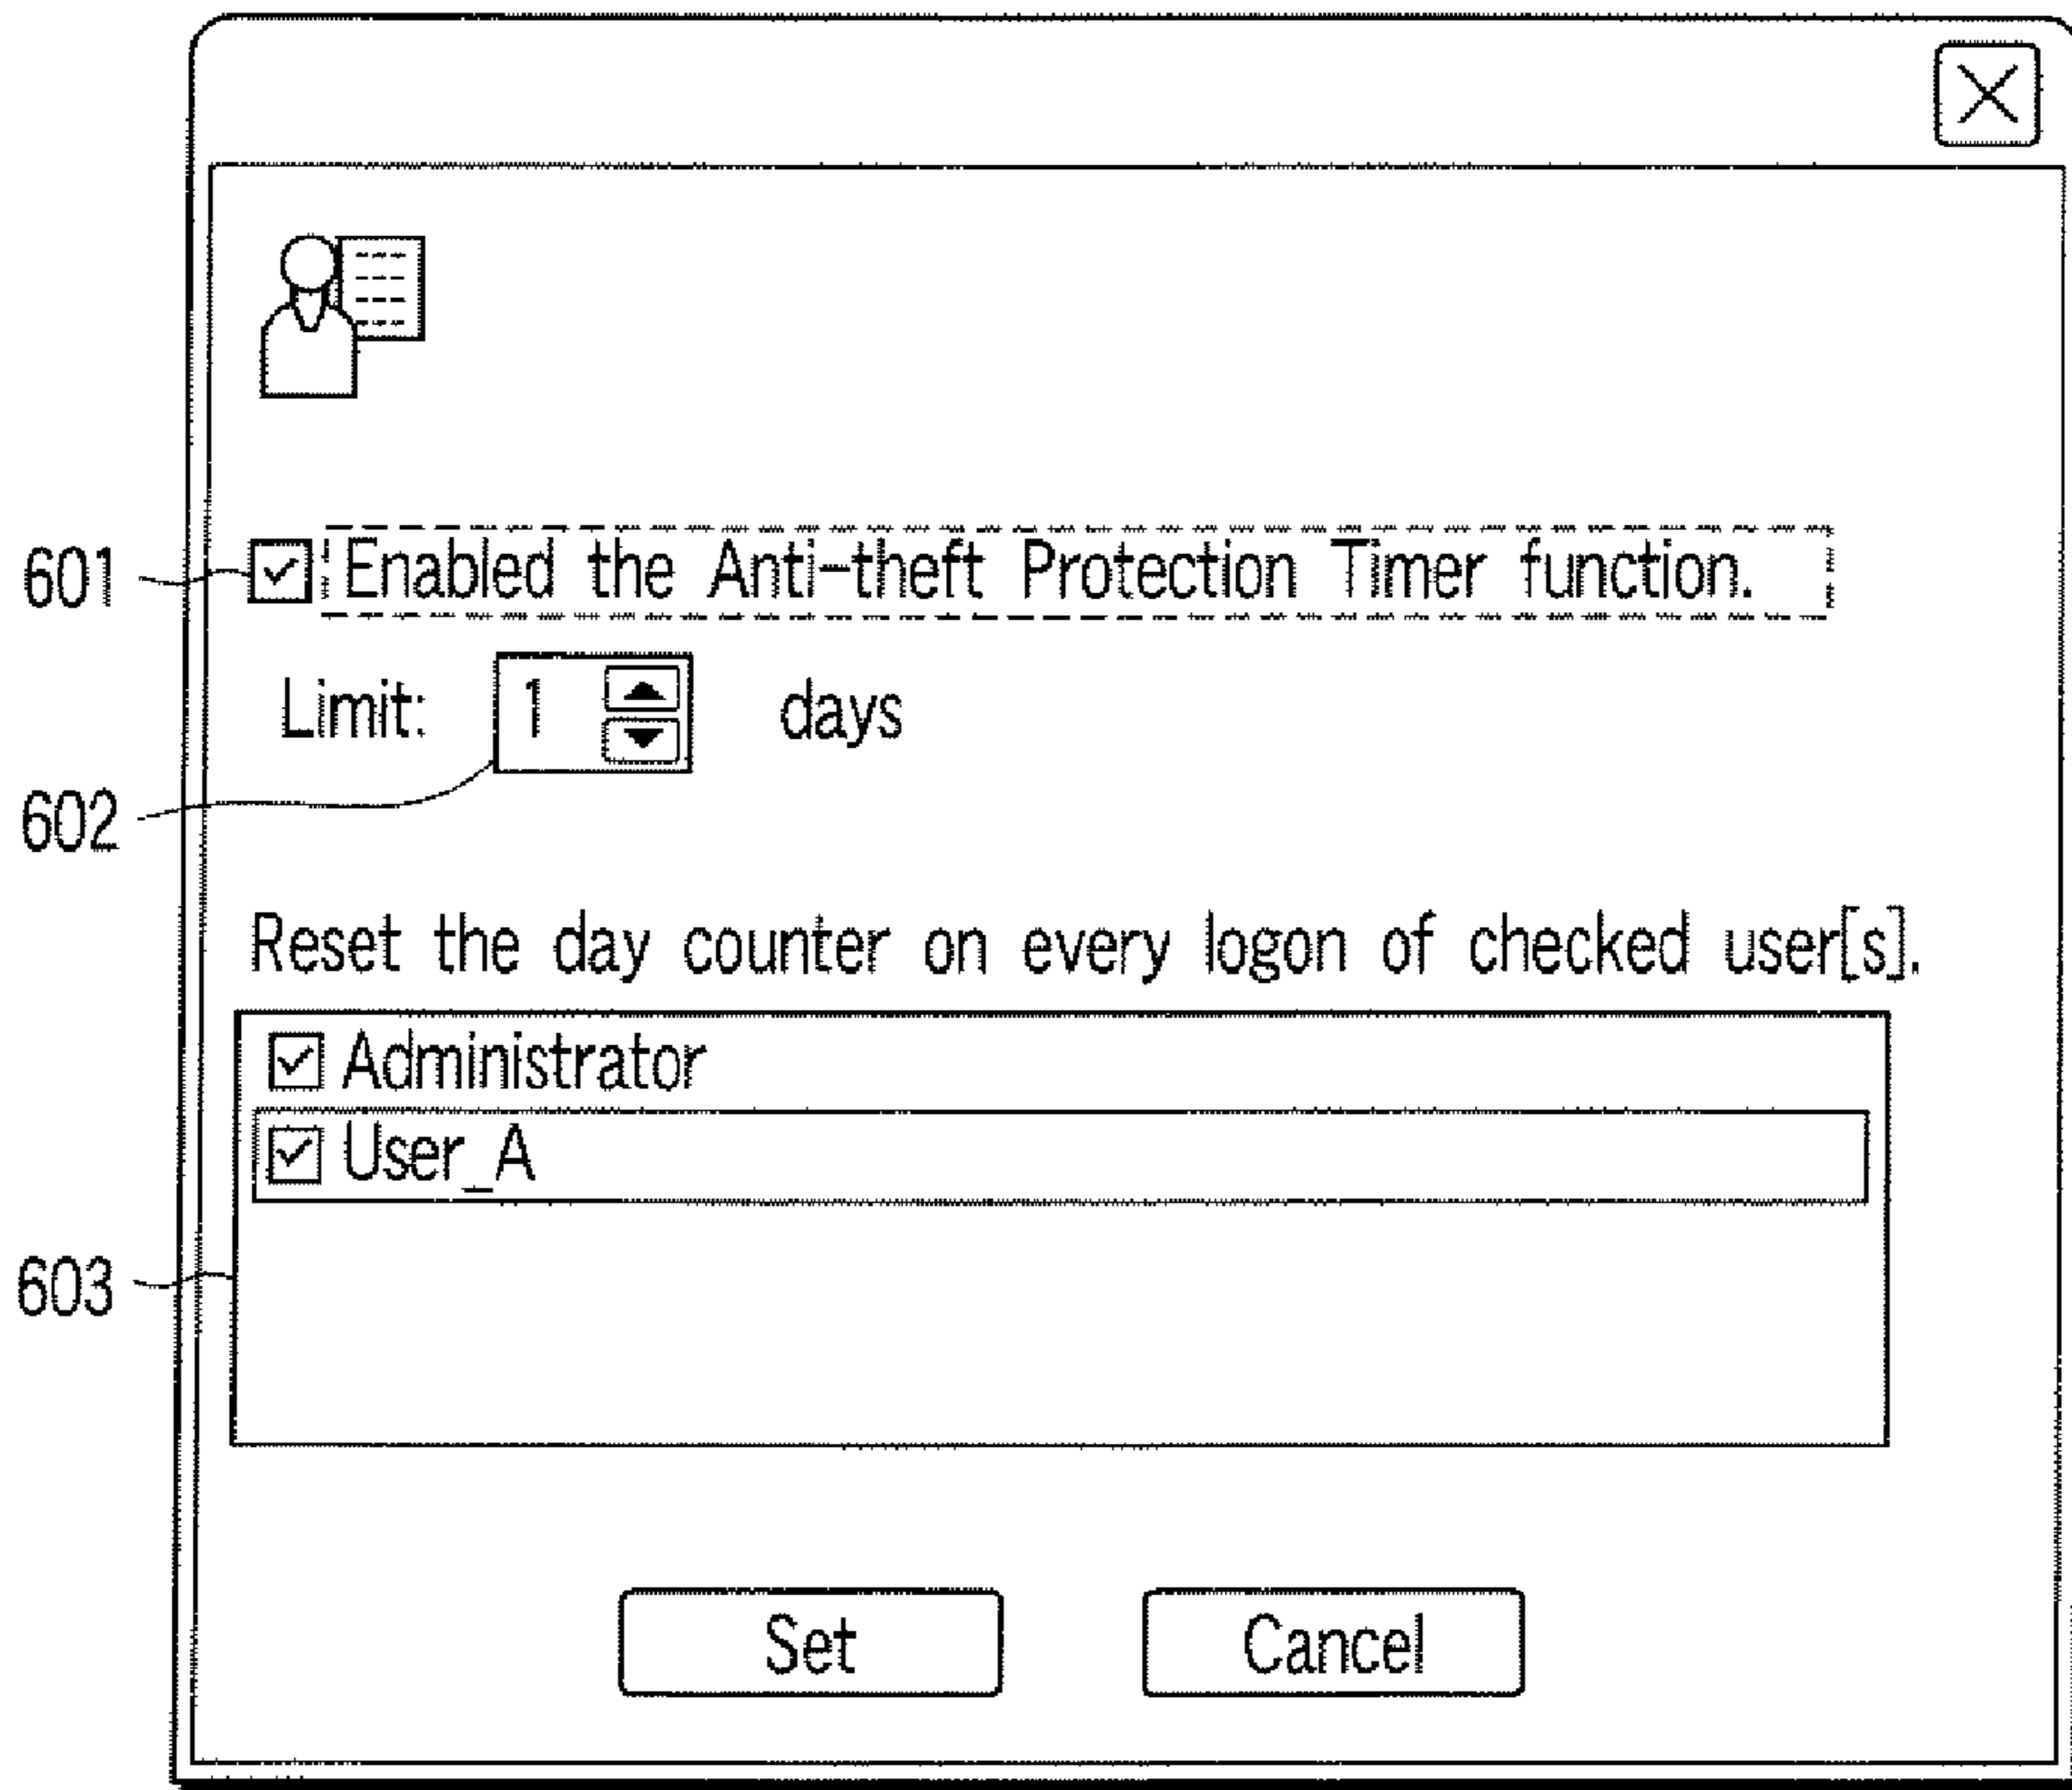 601 Enabled the Anti-theft Protection Timer function.
Limit: 1 days
602
Reset the day counter on every logon of checked user[s].
Administrator
User_A
603
Set Cancel